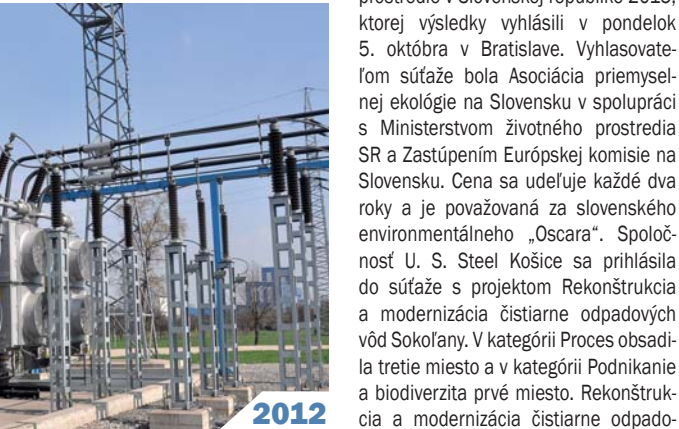 prostredie v Slovenskej republike 2015,
ktorej výsledky vyhlásili v pondelok
5. októbra v Bratislave. Vyhlasovate-
ľom súťaže bola Asociácia priemysel-
nej ekológie na Slovensku v spolupráci
s Ministerstvom životného prostredia
SR a Zastúpením Európskej komisie na
Slovensku. Cena sa udeľuje každé dva
roky a je považovaná za slovenského
environmentálneho „Oscara“. Spoloč-
nosť U. S. Steel Košice sa prihlásila
do súťaže s projektom Rekonštrukcia
a modernizácia čistiarne odpadových
vôd Sokoľany. V kategórii Proces obsadi-
la tretie miesto a v kategórii Podnikanie
a biodiverzita prvé miesto. Rekonštruk-
cia a modernizácia čistiarne odpado-
2012